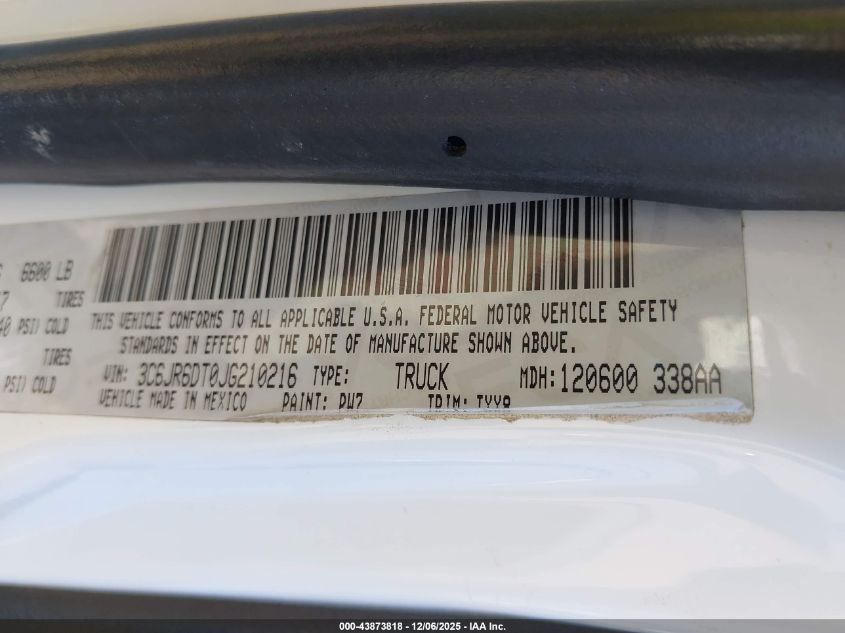 6600 LB
TIRES
PSI) COLD
TIRES
PSI) COLD
THIS VEHICLE CONFORMS TO ALL APPLICABLE U.S.A. FEDERAL MOTOR VEHICLE SAFETY
STANDARDS IN EFFECT ON THE DATE OF MANUFACTURE SHOWN ABOVE.
VIN: 3C6JR6DT0JG210216 TYPE: TRUCK MDH: 120600 338AA
VEHICLE MADE IN MEXICO PAINT: PW7 TRIM:
000-43873818 - 12/06/2025 - IAA Inc.